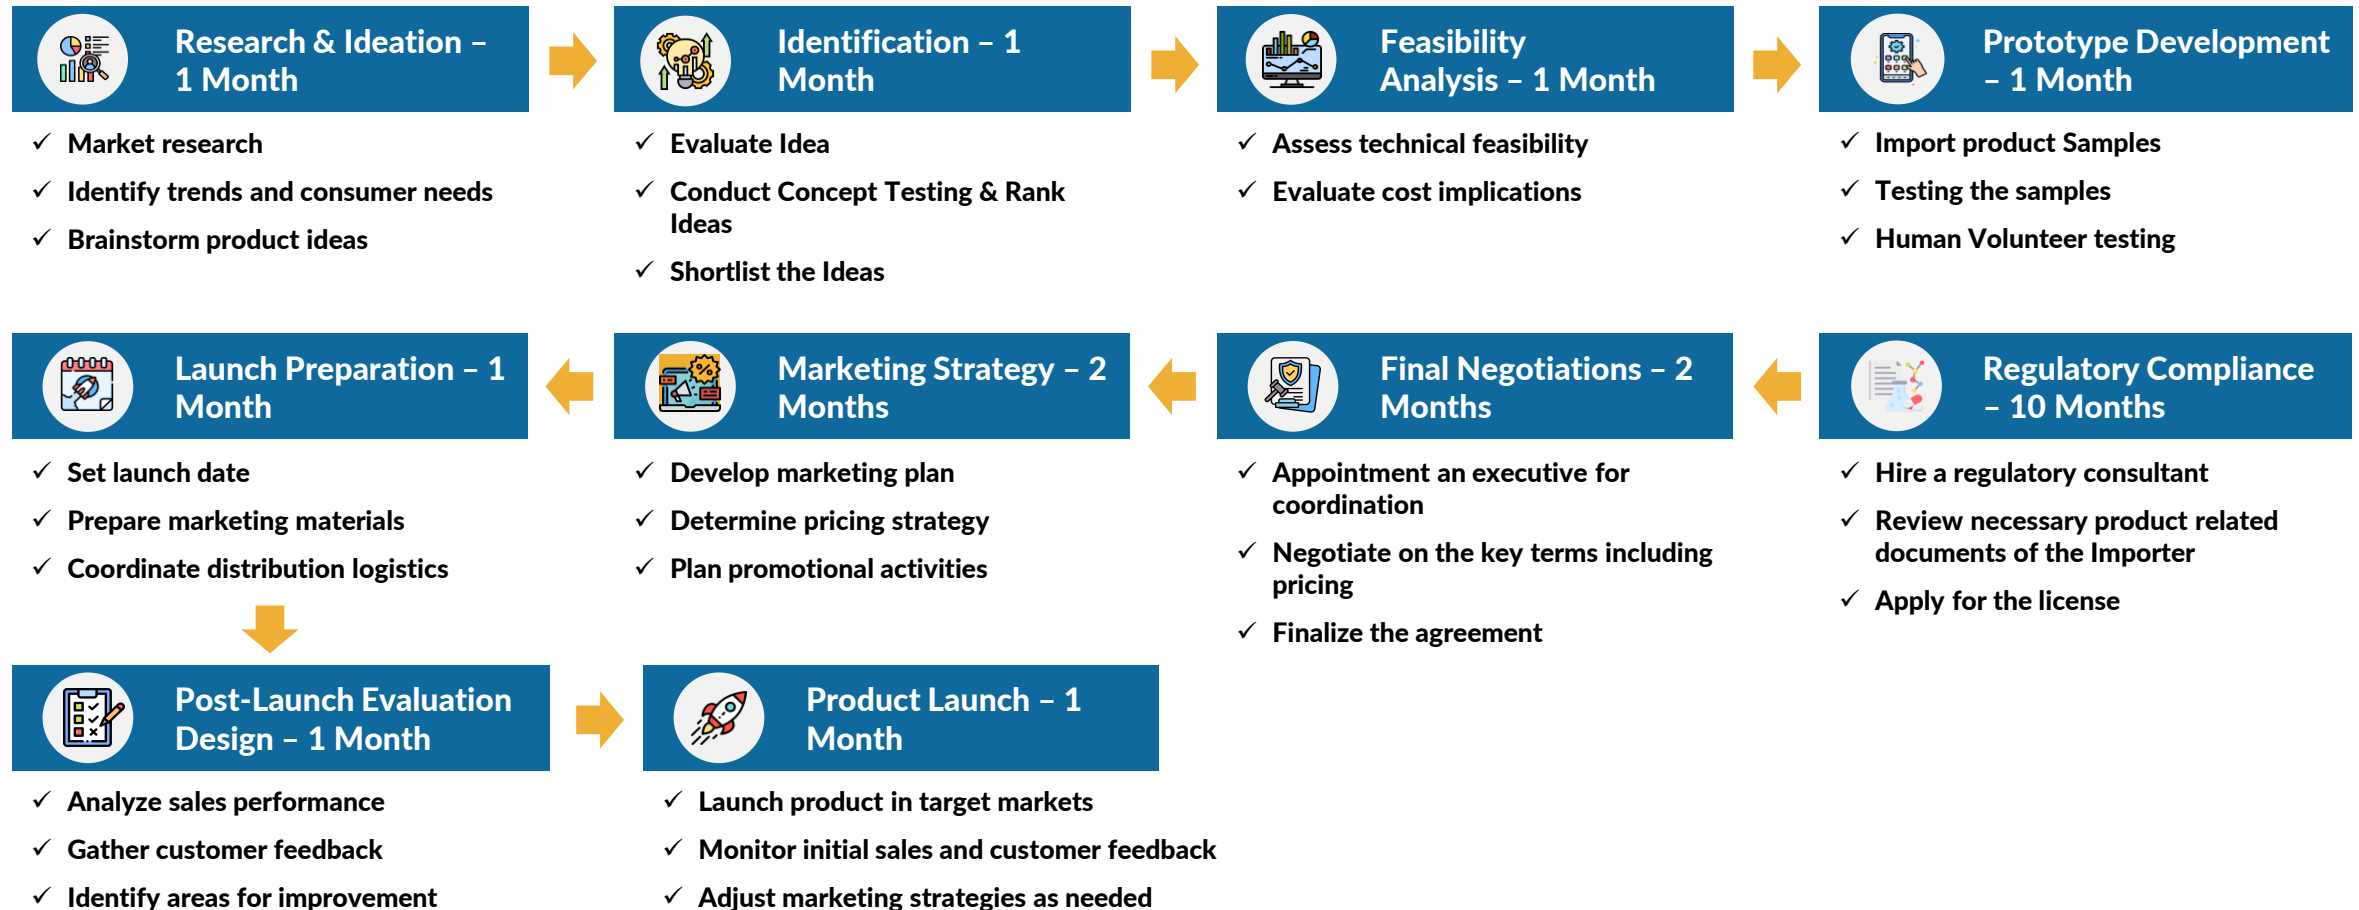 Research & Ideation –
1 Month
✓ Market research
✓ Identify trends and consumer needs
✓ Brainstorm product ideas
Identification – 1
Month
✓ Evaluate Idea
✓ Conduct Concept Testing & Rank
Ideas
✓ Shortlist the Ideas
Feasibility
Analysis – 1 Month
✓ Assess technical feasibility
✓ Evaluate cost implications
Prototype Development
– 1 Month
✓ Import product Samples
✓ Testing the samples
✓ Human Volunteer testing
Regulatory Compliance
– 10 Months
✓ Hire a regulatory consultant
✓ Review necessary product related
documents of the Importer
✓ Apply for the license
Final Negotiations – 2
Months
✓ Appointment an executive for
coordination
✓ Negotiate on the key terms including
pricing
✓ Finalize the agreement
Marketing Strategy – 2
Months
✓ Develop marketing plan
✓ Determine pricing strategy
✓ Plan promotional activities
Launch Preparation – 1
Month
✓ Set launch date
✓ Prepare marketing materials
✓ Coordinate distribution logistics
Post-Launch Evaluation
Design – 1 Month
✓ Analyze sales performance
✓ Gather customer feedback
✓ Identify areas for improvement
Product Launch – 1
Month
✓ Launch product in target markets
✓ Monitor initial sales and customer feedback
✓ Adjust marketing strategies as needed